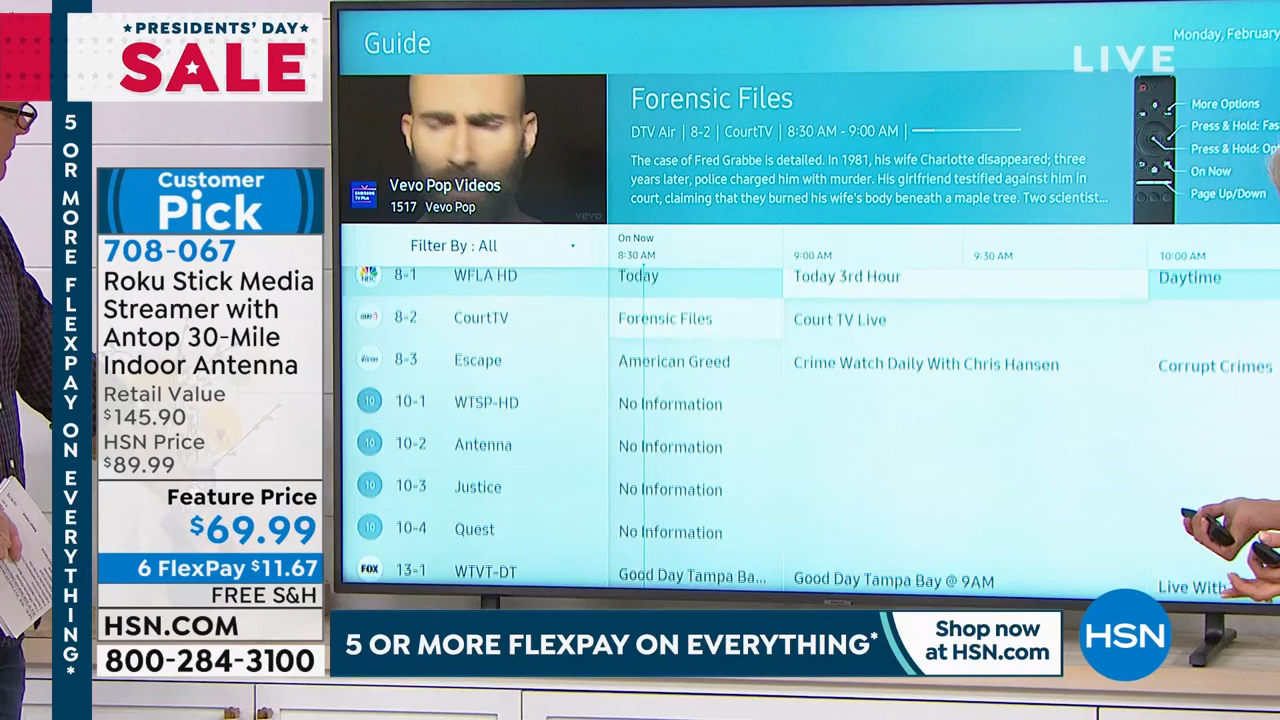 PRESIDENTS' DAY
SALE
5 OR MORE FLEXPAY ON EVERYTHING*
Customer
Pick
708-067
Roku Stick Media
Streamer with
Antop 30-Mile
Indoor Antenna
Retail Value
$145.90
HSN Price
$89.99
Feature Price
$69.99
6 FlexPay $11.67
FREE S&H
HSN.COM
800-284-3100
Guide
Monday, February
LIVE
Forensic Files
DTV Air | 8-2 | CourtTV | 8:30 AM - 9:00 AM |
The case of Fred Grabbe is detailed. In 1981, his wife Charlotte disappeared; three
years later, police charged him with murder. His girlfriend testified against him in
court, claiming that they burned his wife's body beneath a maple tree. Two scientist...
More Options
Press & Hold: Fas
Press & Hold: Opt
On Now
Page Up/Down
SAMSUNG
TV Plus
Vevo Pop Videos
1517 Vevo Pop
vevo
Filter By : All
On Now
8:30 AM 9:00 AM 9:30 AM 10:00 AM
NBC 8-1 WFLA HD Today Today 3rd Hour Daytime
8-2 CourtTV Forensic Files Court TV Live
8-3 Escape American Greed Crime Watch Daily With Chris Hansen Corrupt Crimes
10 10-1 WTSP-HD No Information
10 10-2 Antenna No Information
10 10-3 Justice No Information
10 10-4 Quest No Information
FOX 13-1 WTVT-DT Good Day Tampa Ba... Good Day Tampa Bay @ 9AM Live With
5 OR MORE FLEXPAY ON EVERYTHING*
Shop now
at HSN.com
HSN